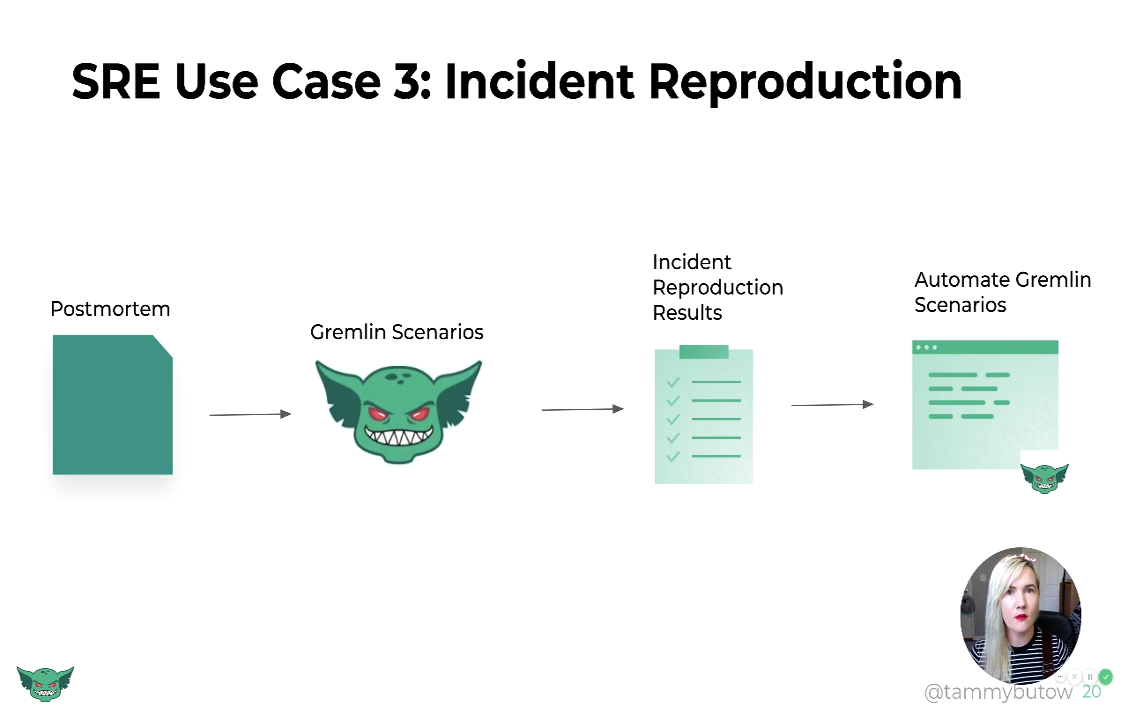 SRE Use Case 3: Incident Reproduction
Postmortem
Gremlin Scenarios
Incident
Reproduction
Results
Automate Gremlin
Scenarios
@tammybutow 20